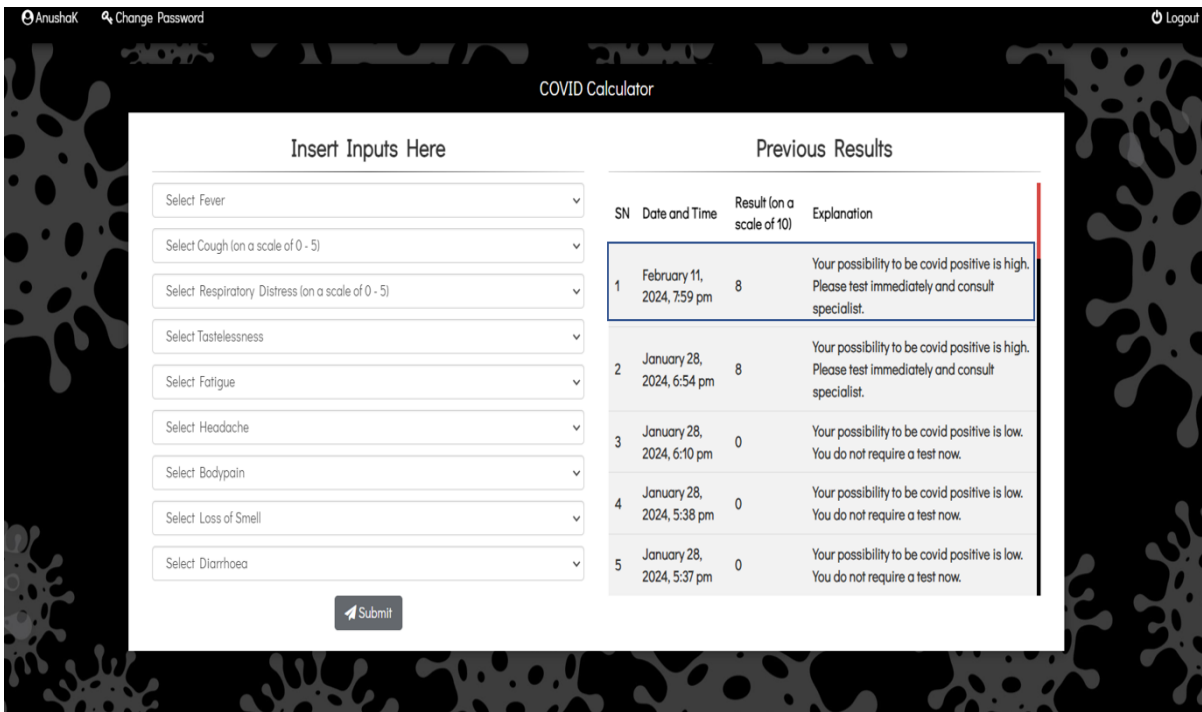 AnushaK Change Password Logout
COVID Calculator
Insert Inputs Here
Select Fever
Select Cough (on a scale of 0 - 5)
Select Respiratory Distress (on a scale of 0 - 5)
Select Tastelessness
Select Fatigue
Select Headache
Select Bodypain
Select Loss of Smell
Select Diarrhoea
Submit
Previous Results
SN Date and Time Result (on a
scale of 10) Explanation
1 February 11,
2024, 7:59 pm 8 Your possibility to be covid positive is high.
Please test immediately and consult
specialist.
2 January 28,
2024, 6:54 pm 8 Your possibility to be covid positive is high.
Please test immediately and consult
specialist.
3 January 28,
2024, 6:10 pm 0 Your possibility to be covid positive is low.
You do not require a test now.
4 January 28,
2024, 5:38 pm 0 Your possibility to be covid positive is low.
You do not require a test now.
5 January 28,
2024, 5:37 pm 0 Your possibility to be covid positive is low.
You do not require a test now.